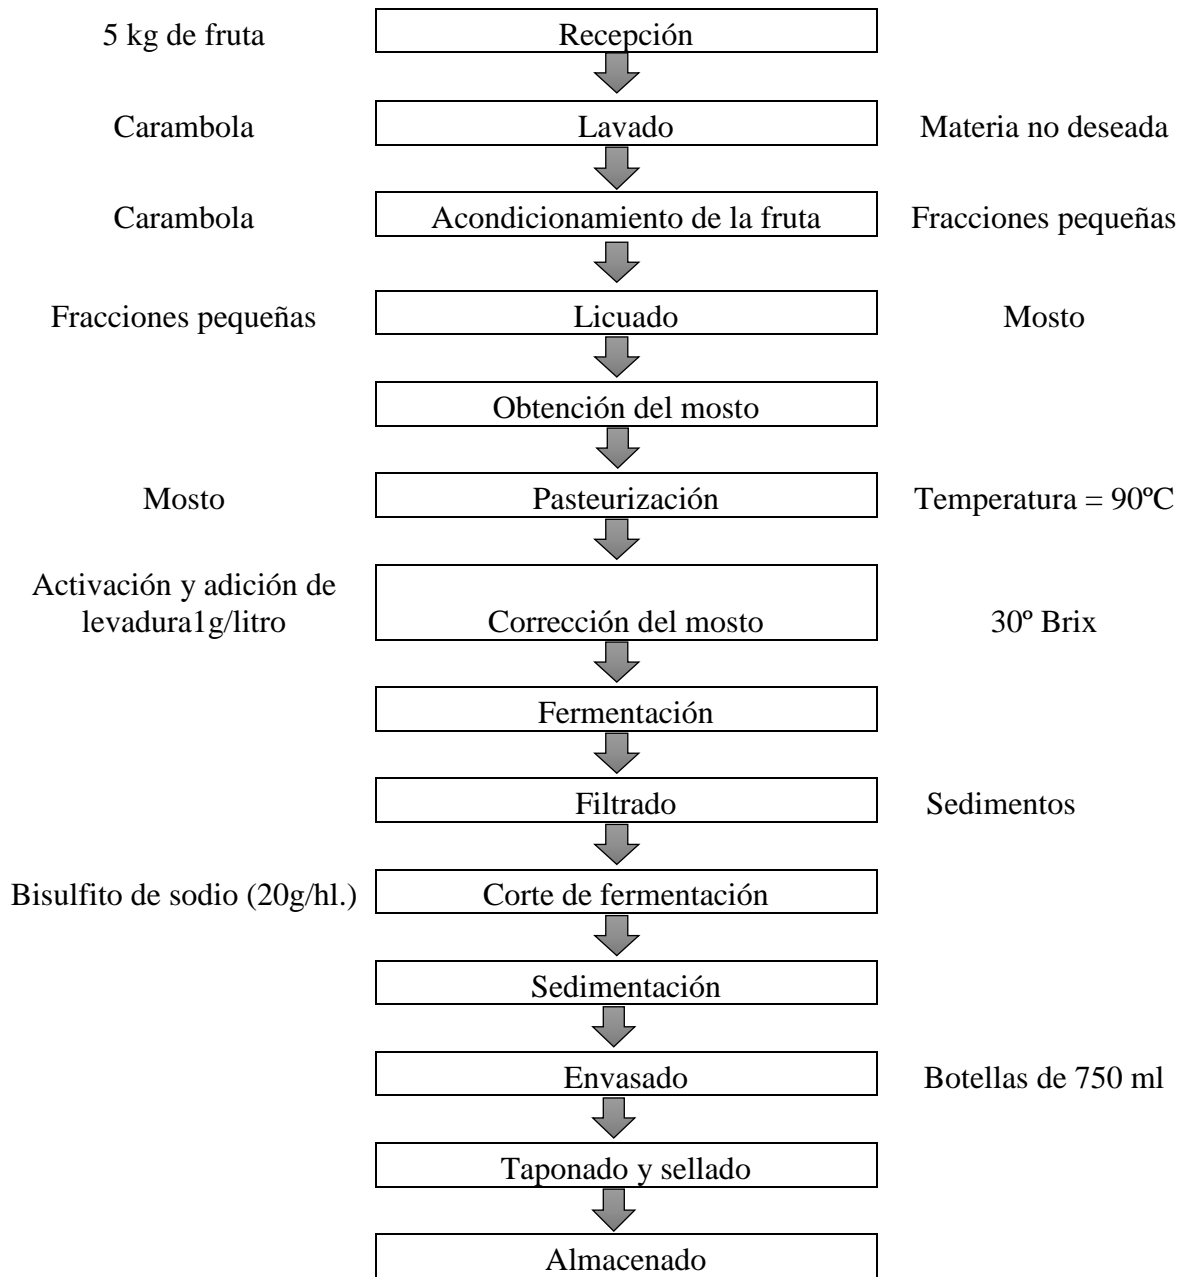 5 kg de fruta
Recepción
Carambola
Lavado
Materia no deseada
Carambola
Acondicionamiento de la fruta
Fracciones pequeñas
Fracciones pequeñas
Licuado
Mosto
Obtención del mosto
Mosto
Pasteurización
Temperatura = 90ºC
Activación y adición de
levadura1g/litro
Corrección del mosto
30º Brix
Fermentación
Filtrado
Sedimentos
Bisulfito de sodio (20g/hl.)
Corte de fermentación
Sedimentación
Envasado
Botellas de 750 ml
Taponado y sellado
Almacenado